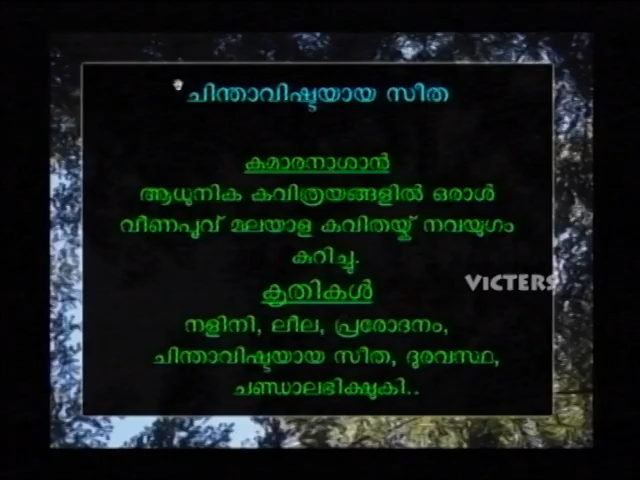 ചിന്താവിഷ്ടയായ സീത
കുമാരനാശാൻ
ആധുനിക കവിത്രയങ്ങളിൽ ഒരാൾ
വീണപൂവ് മലയാള കവിതയ്ക്ക് നവയുഗം
കുറിച്ചു.
കൃതികൾ
VICTERS
നളിനി, ലീല, പ്രരോദനം,
ചിന്താവിഷ്ടയായ സീത, ദുരവസ്ഥ,
ചണ്ഡാലഭിക്ഷുകി..